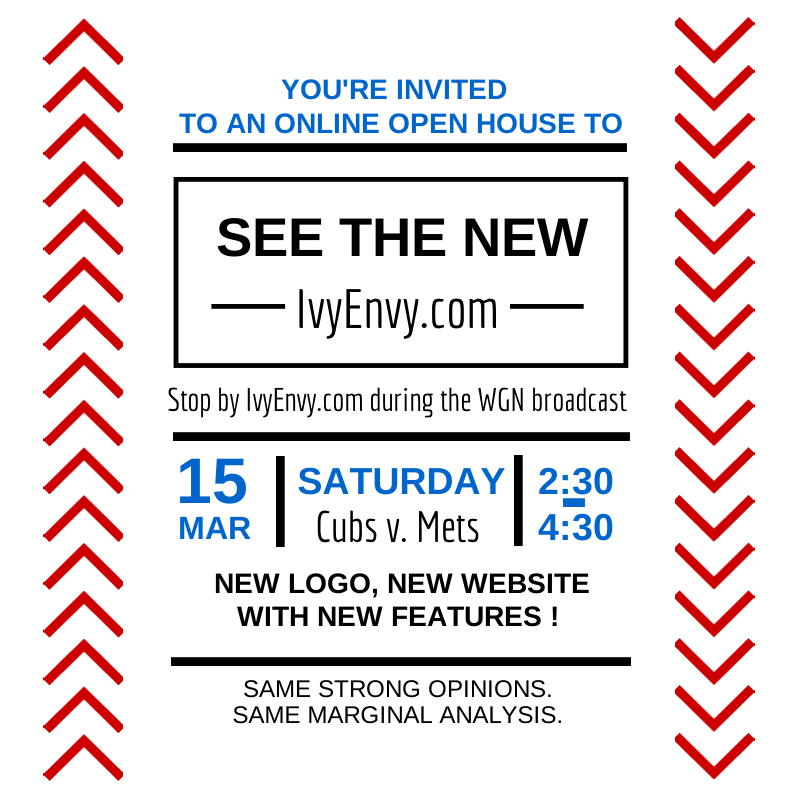 YOU'RE INVITED
TO AN ONLINE OPEN HOUSE TO
SEE THE NEW
IvyEnvy.com
Stop by IvyEnvy.com during the WGN broadcast
15
MAR
SATURDAY
Cubs v. Mets
2:30
-
4:30
NEW LOGO, NEW WEBSITE
WITH NEW FEATURES !
SAME STRONG OPINIONS.
SAME MARGINAL ANALYSIS.